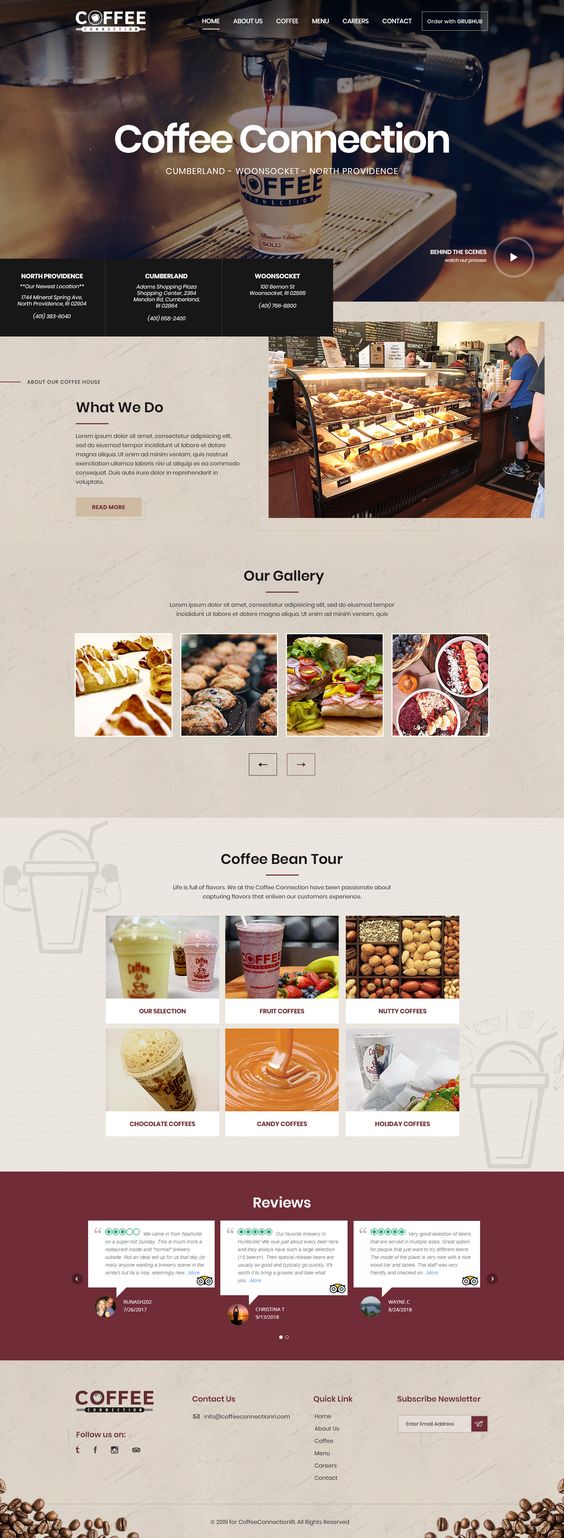 COFFEE
CONNECTION
HOME
ABOUT US
COFFEE
MENU
CAREERS
CONTACT
Order with GRUBHUB
Coffee Connection
CUMBERLAND - WOONSOCKET - NORTH PROVIDENCE
COFFEE
CONNECTION
SOLO
BEHIND THE SCENES
watch our process
NORTH PROVIDENCE
**Our Newest Location**
1744 Mineral Spring Ave,
North Providence, RI 02904
(401) 383-6040
CUMBERLAND
Adams Shopping Plaza
Shopping Center, 2364
Mendon Rd. Cumberland,
RI 02864
(401) 658-2400
WOONSOCKET
100 Bernon St
Woonsocket, RI 02895
(401) 766-8800
ABOUT OUR COFFEE HOUSE
What We Do
Lorem ipsum dolor sit amet, consectetur adipisicing elit,
sed do eiusmod tempor incididunt ut labore et dolore
magna aliqua. Ut enim ad minim veniam, quis nostrud
exercitation ullamco laboris nisi ut aliquip ex ea commodo
consequat. Duis aute irure dolor in reprehenderit in
voluptate.
READ MORE
Our Gallery
Lorem ipsum dolor sit amet, consectetur adipisicing elit, sed do eiusmod tempor
incididunt ut labore et dolore magna aliqua. Ut enim ad minim veniam, quis
Coffee Bean Tour
Life is full of flavors. We at the Coffee Connection have been passionate about
capturing flavors that enliven our customers experience.
OUR SELECTION
FRUIT COFFEES
NUTTY COFFEES
CHOCOLATE COFFEES
CANDY COFFEES
HOLIDAY COFFEES
Reviews
We came in from Nashville
on a super-hot Sunday. This is much more a
restaurant inside and "normal" brewery
outside. Not an ideal set up for us that day (or
really anyone wanting a brewery scene in the
winter) but its a nice, seemingly new ...More
RUNASH202
7/26/2017
Our favorite brewery in
Huntsville! We love just about every beer here
and they always have such a large selection
(15 beers+). Their special release beers are
usually so good and typically go quickly. It's
worth it to bring a growler and take what
you...More
CHRISTINA T
9/13/2018
Very good selection of beers
that are served in multiple sizes. Great option
for people that just want to try different beers.
The inside of the place is very nice with a nice
wood bar and tables. The staff was very
friendly and checked on...More
WAYNE C
8/24/2018
COFFEE
CONNECTION
Follow us on:
Contact Us
info@coffeeconnectionri.com
Quick Link
Home
About Us
Coffee
Menu
Careers
Contact
Subscribe Newsletter
Enter Email Address
© 2019 for CoffeeConnectionRI. All Rights Reserved